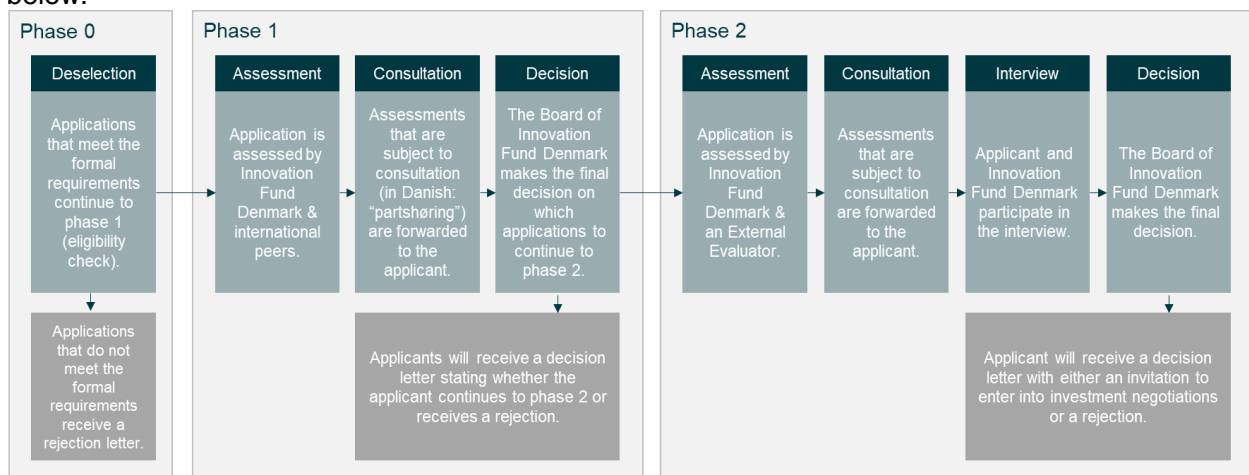 below.
Phase 0
Deselection
Applications
that meet the
formal
requirements
continue to
phase 1
(eligibility
check).
Applications
that do not
meet the
formal
requirements
receive a
rejection letter.
Phase 1
Assessment
Application is
assessed by
Innovation
Fund
Denmark &
international
peers.
Consultation
Assessments
that are
subject to
consultation
(in Danish:
“partshøring”)
are forwarded
to the
applicant.
Decision
The Board of
Innovation
Fund Denmark
makes the final
decision on
which
applications to
continue to
phase 2.
Applicants will receive a decision
letter stating whether the
applicant continues to phase 2 or
receives a rejection.
Phase 2
Assessment
Application is
assessed by
Innovation
Fund
Denmark &
an External
Evaluator.
Consultation
Assessments
that are
subject to
consultation
are forwarded
to the
applicant.
Interview
Applicant and
Innovation
Fund Denmark
participate in
the interview.
Decision
The Board of
Innovation
Fund Denmark
makes the final
decision.
Applicant will receive a decision
letter with either an invitation to
enter into investment negotiations
or a rejection.